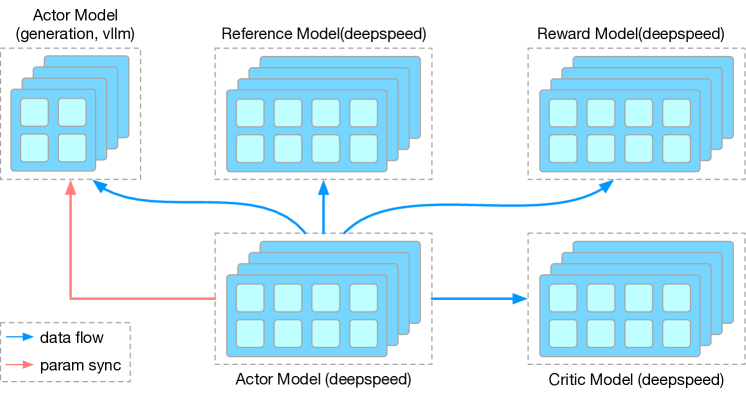 Actor Model
(generation, vllm)
Reference Model(deepspeed)
Reward Model(deepspeed)
data flow
param sync
Actor Model (deepspeed)
Critic Model (deepspeed)